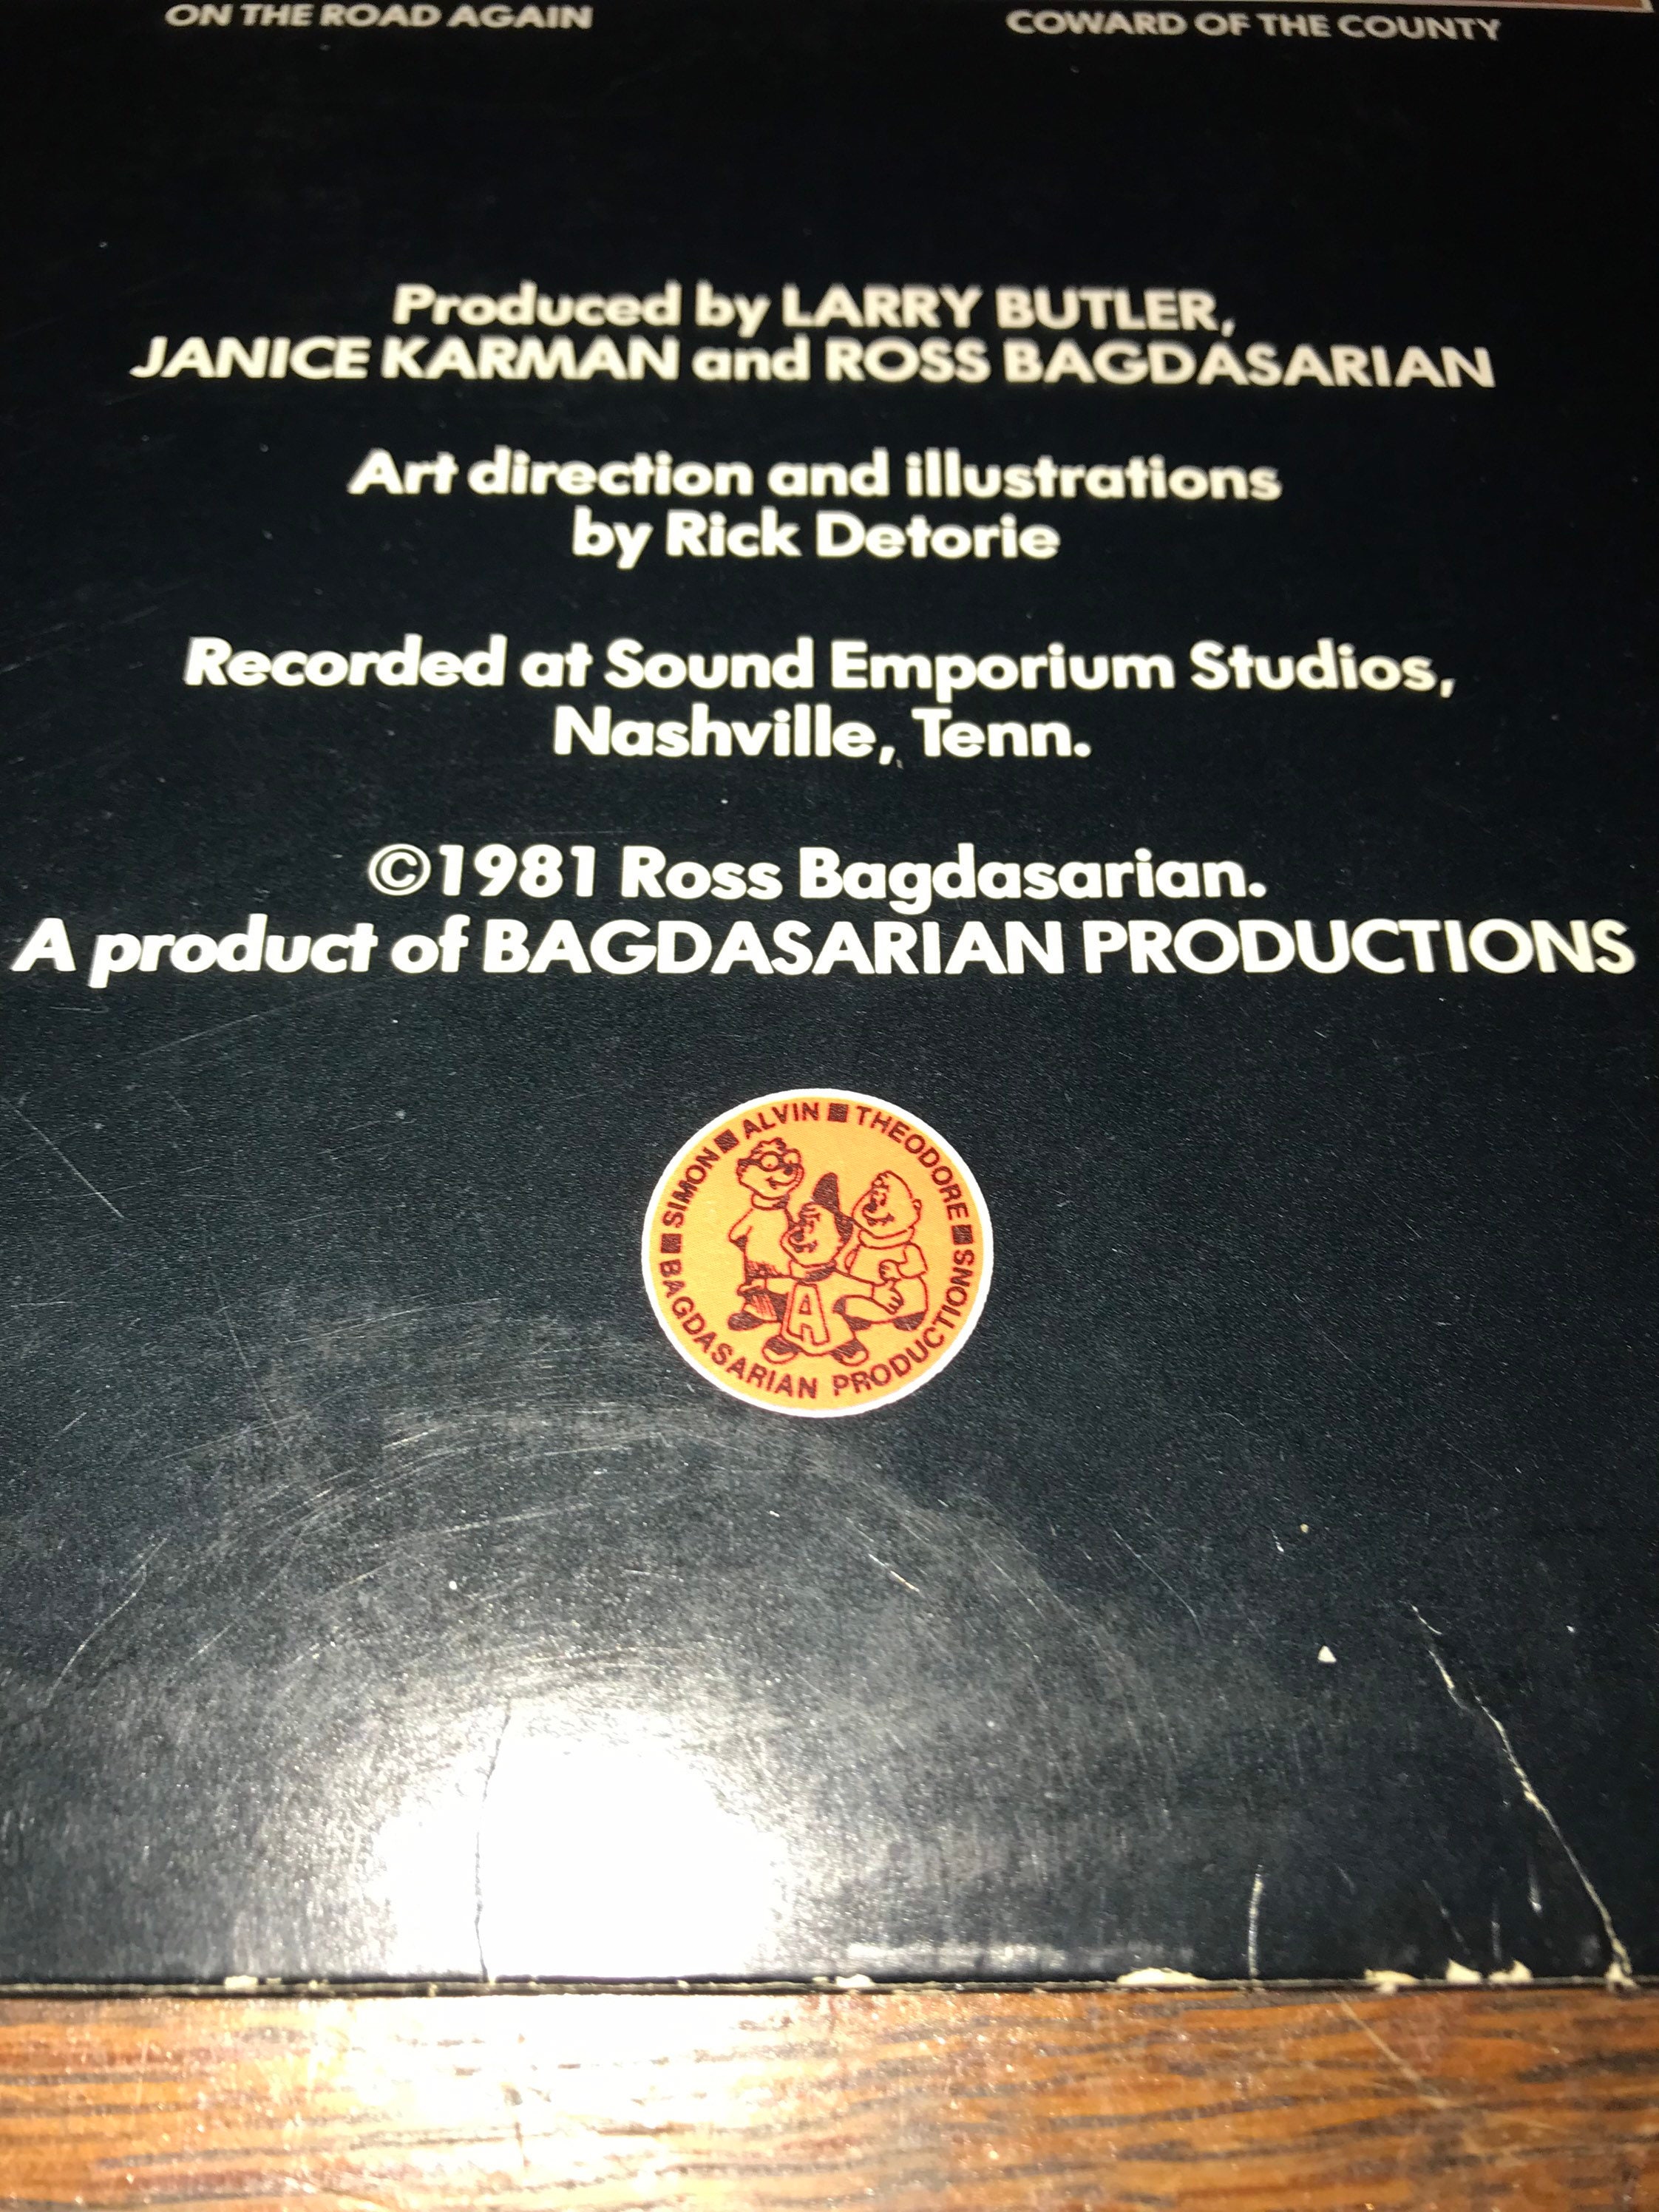 ON THE ROAD AGAIN
COWARD OF THE COUNTY
Produced by LARRY BUTLER,
JANICE KARMAN and ROSS BAGDASARIAN
Art direction and illustrations
by Rick Detorie
Recorded at Sound Emporium Studios,
Nashville, Tenn.
©1981 Ross Bagdasarian.
A product of BAGDASARIAN PRODUCTIONS
■ SIMON ■ ALVIN ■ THEODORE ■
A
BAGDASARIAN PRODUCTIONS